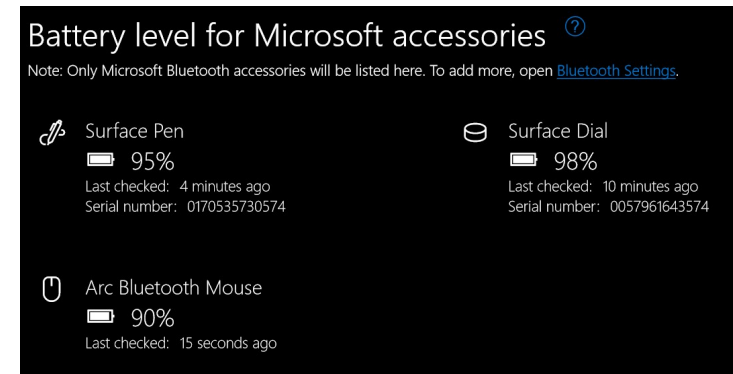 Battery level for Microsoft accessories ?
Note: Only Microsoft Bluetooth accessories will be listed here. To add more, open Bluetooth Settings.
Surface Pen
95%
Last checked: 4 minutes ago
Serial number: 0170535730574
Surface Dial
98%
Last checked: 10 minutes ago
Serial number: 0057961643574
Arc Bluetooth Mouse
90%
Last checked: 15 seconds ago